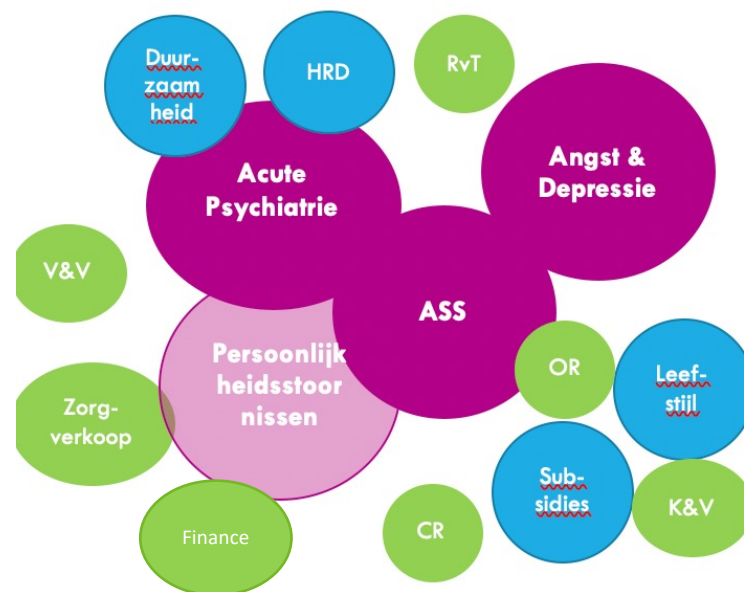 Duur-
zaam
heid
HRD
RvT
Acute
Psychiatrie
Angst &
Depressie
V&V
ASS
Persoonlijk
heidsstoor
nissen
OR
Leef-
stijl
Zorg-
verkoop
Sub-
sidies
K&V
Finance
CR